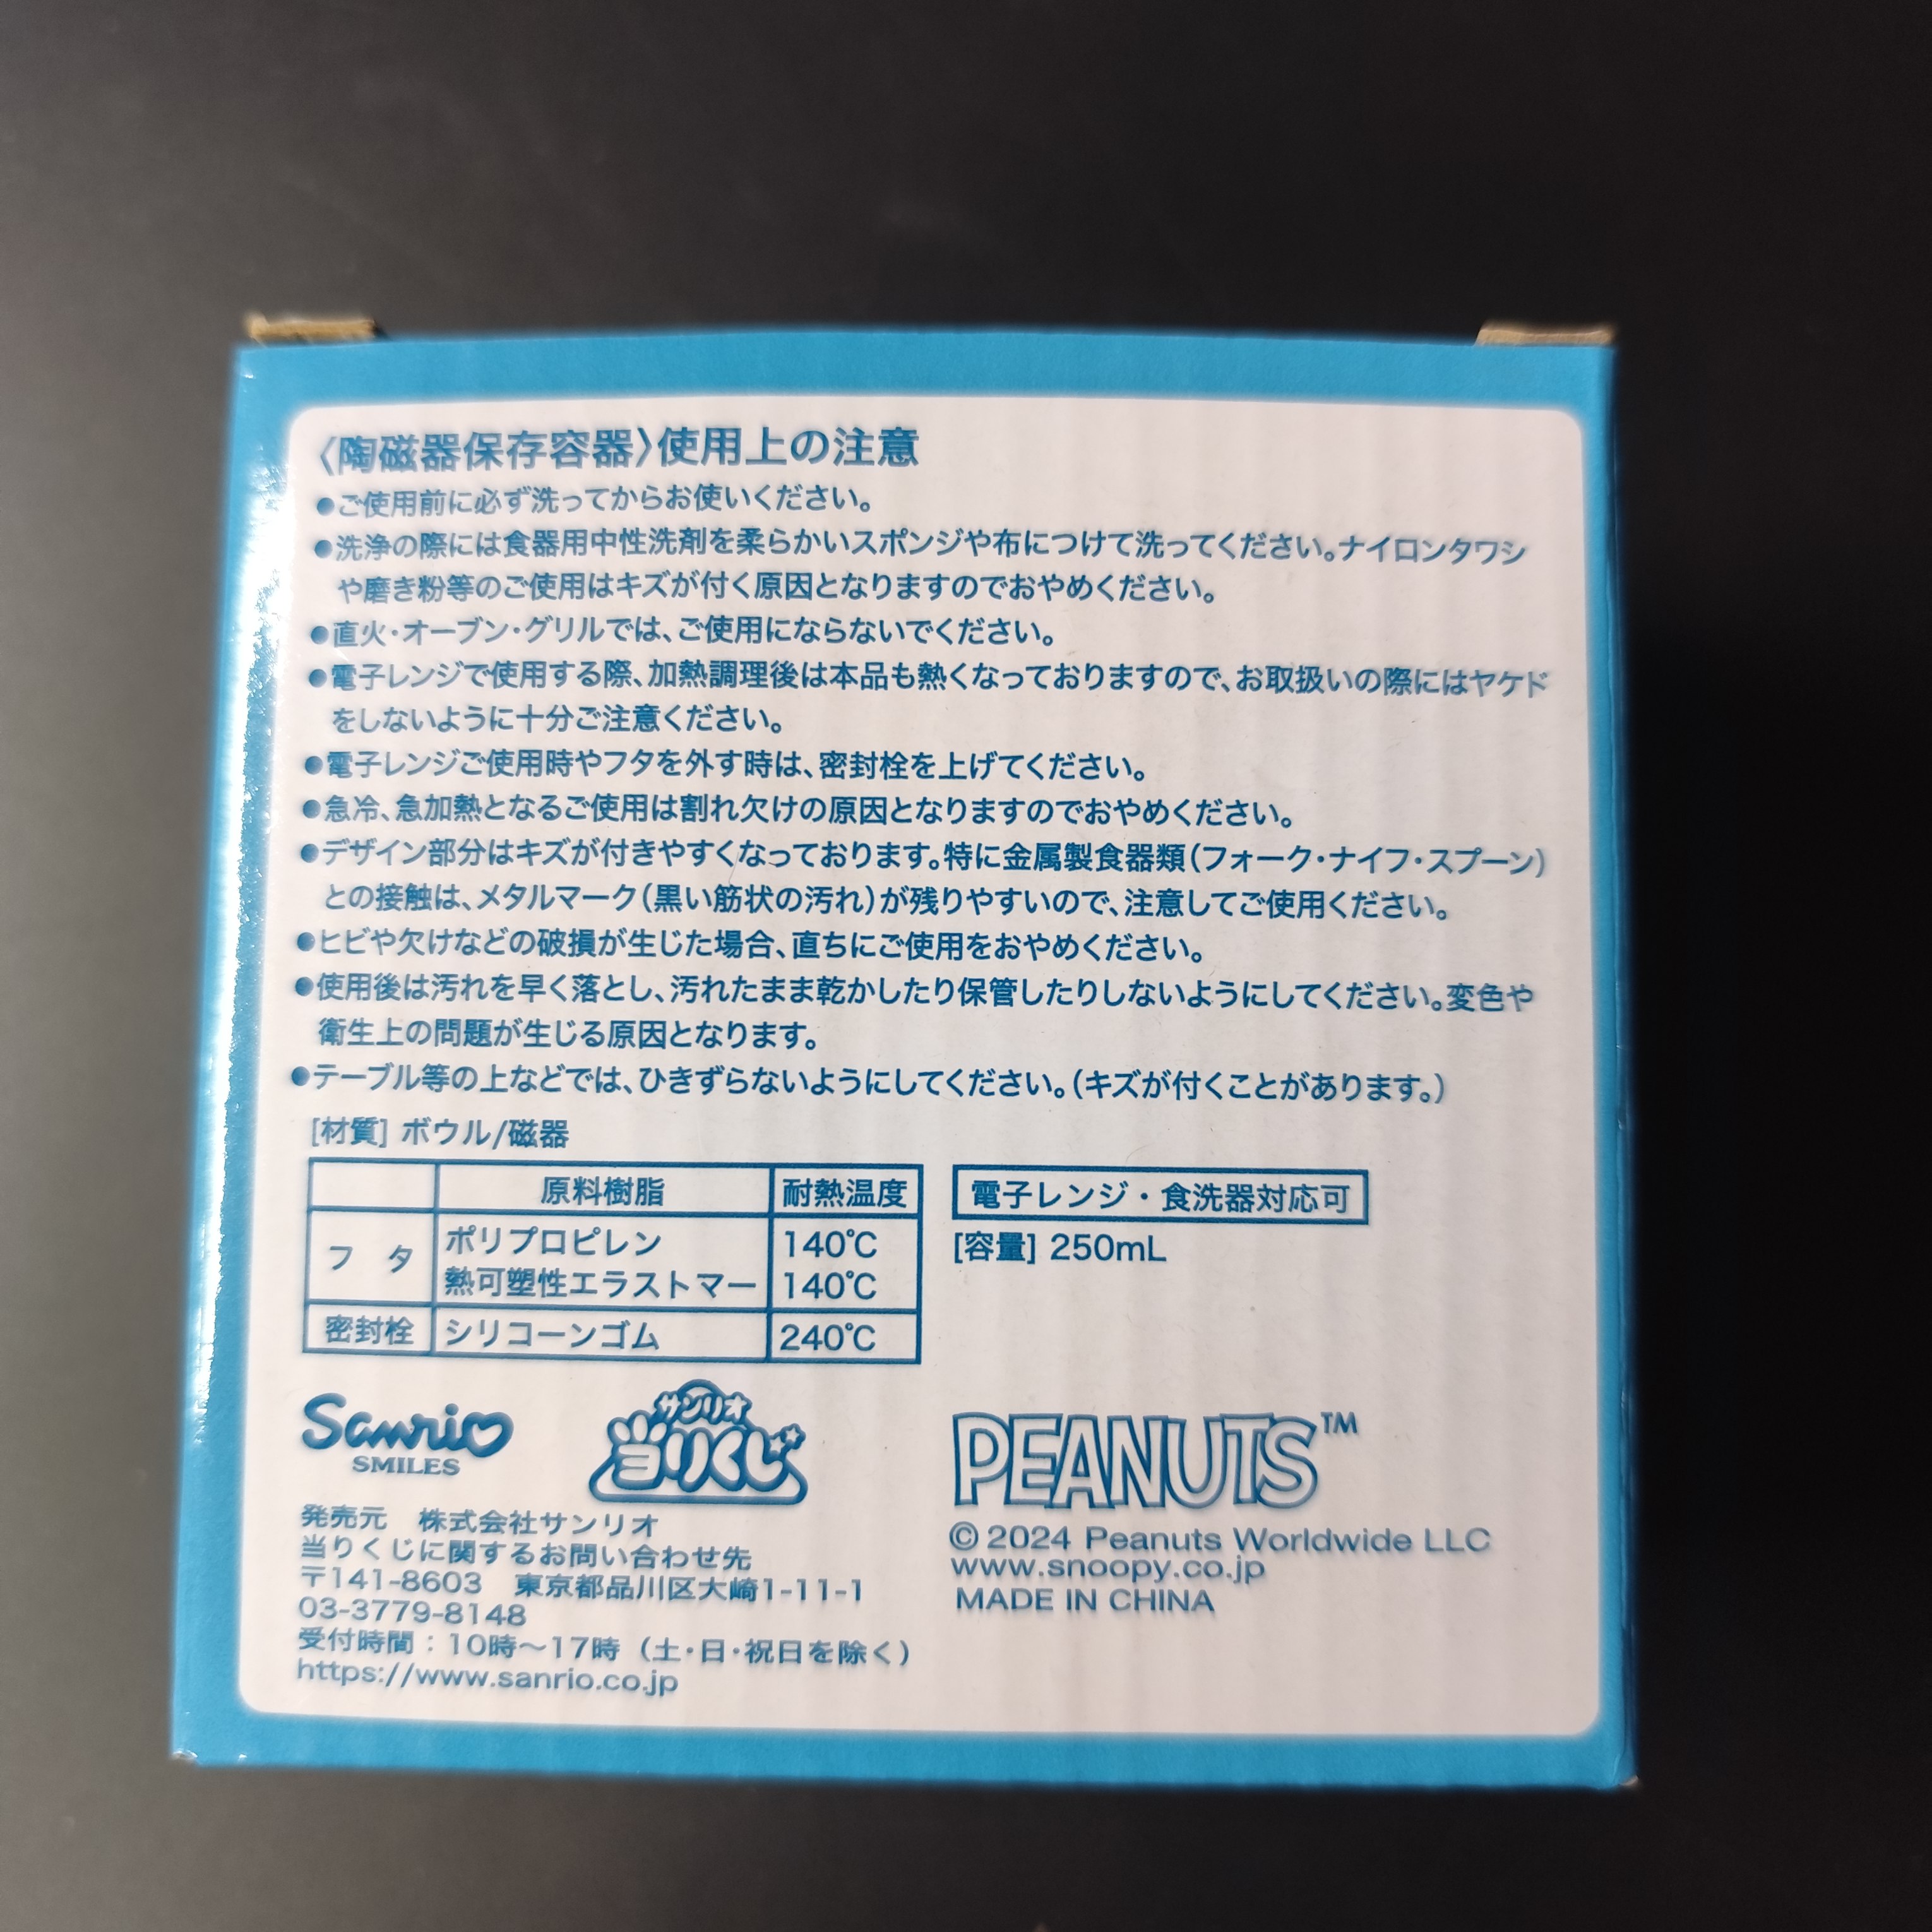 〈陶磁器保存容器〉使用上の注意
●ご使用前に必ず洗ってからお使いください。
●洗浄の際には食器用中性洗剤を柔らかいスポンジや布につけて洗ってください。ナイロンタワシ
や磨き粉等のご使用はキズが付く原因となりますのでおやめください。
●直火・オーブン・グリルでは、ご使用にならないでください。
●電子レンジで使用する際、加熱調理後は本品も熱くなっておりますので、お取扱いの際にはヤケド
をしないように十分ご注意ください。
●電子レンジご使用時やフタを外す時は、密封栓を上げてください。
●急冷、急加熱となるご使用は割れ欠けの原因となりますのでおやめください。
●デザイン部分はキズが付きやすくなっております。特に金属製食器類(フォーク・ナイフ・スプーン)
との接触は、メタルマーク(黒い筋状の汚れ)が残りやすいので、注意してご使用ください。
●ヒビや欠けなどの破損が生じた場合、直ちにご使用をおやめください。
●使用後は汚れを早く落とし、汚れたまま乾かしたり保管したりしないようにしてください。変色や
衛生上の問題が生じる原因となります。
●テーブル等の上などでは、ひきずらないようにしてください。(キズが付くことがあります。)
[材質] ボウル/磁器
原料樹脂 耐熱温度
フ タ ポリプロピレン 140℃
熱可塑性エラストマー 140℃
密封栓 シリコーンゴム 240℃
電子レンジ・食洗器対応可
[容量] 250mL
Sanrio
SMILES
サンリオ
当りくじ
発売元 株式会社サンリオ
当りくじに関するお問い合わせ先
〒141-8603 東京都品川区大崎1-11-1
03-3779-8148
受付時間：10時～17時（土・日・祝日を除く）
https://www.sanrio.co.jp
PEANUTS™
© 2024 Peanuts Worldwide LLC
www.snoopy.co.jp
MADE IN CHINA